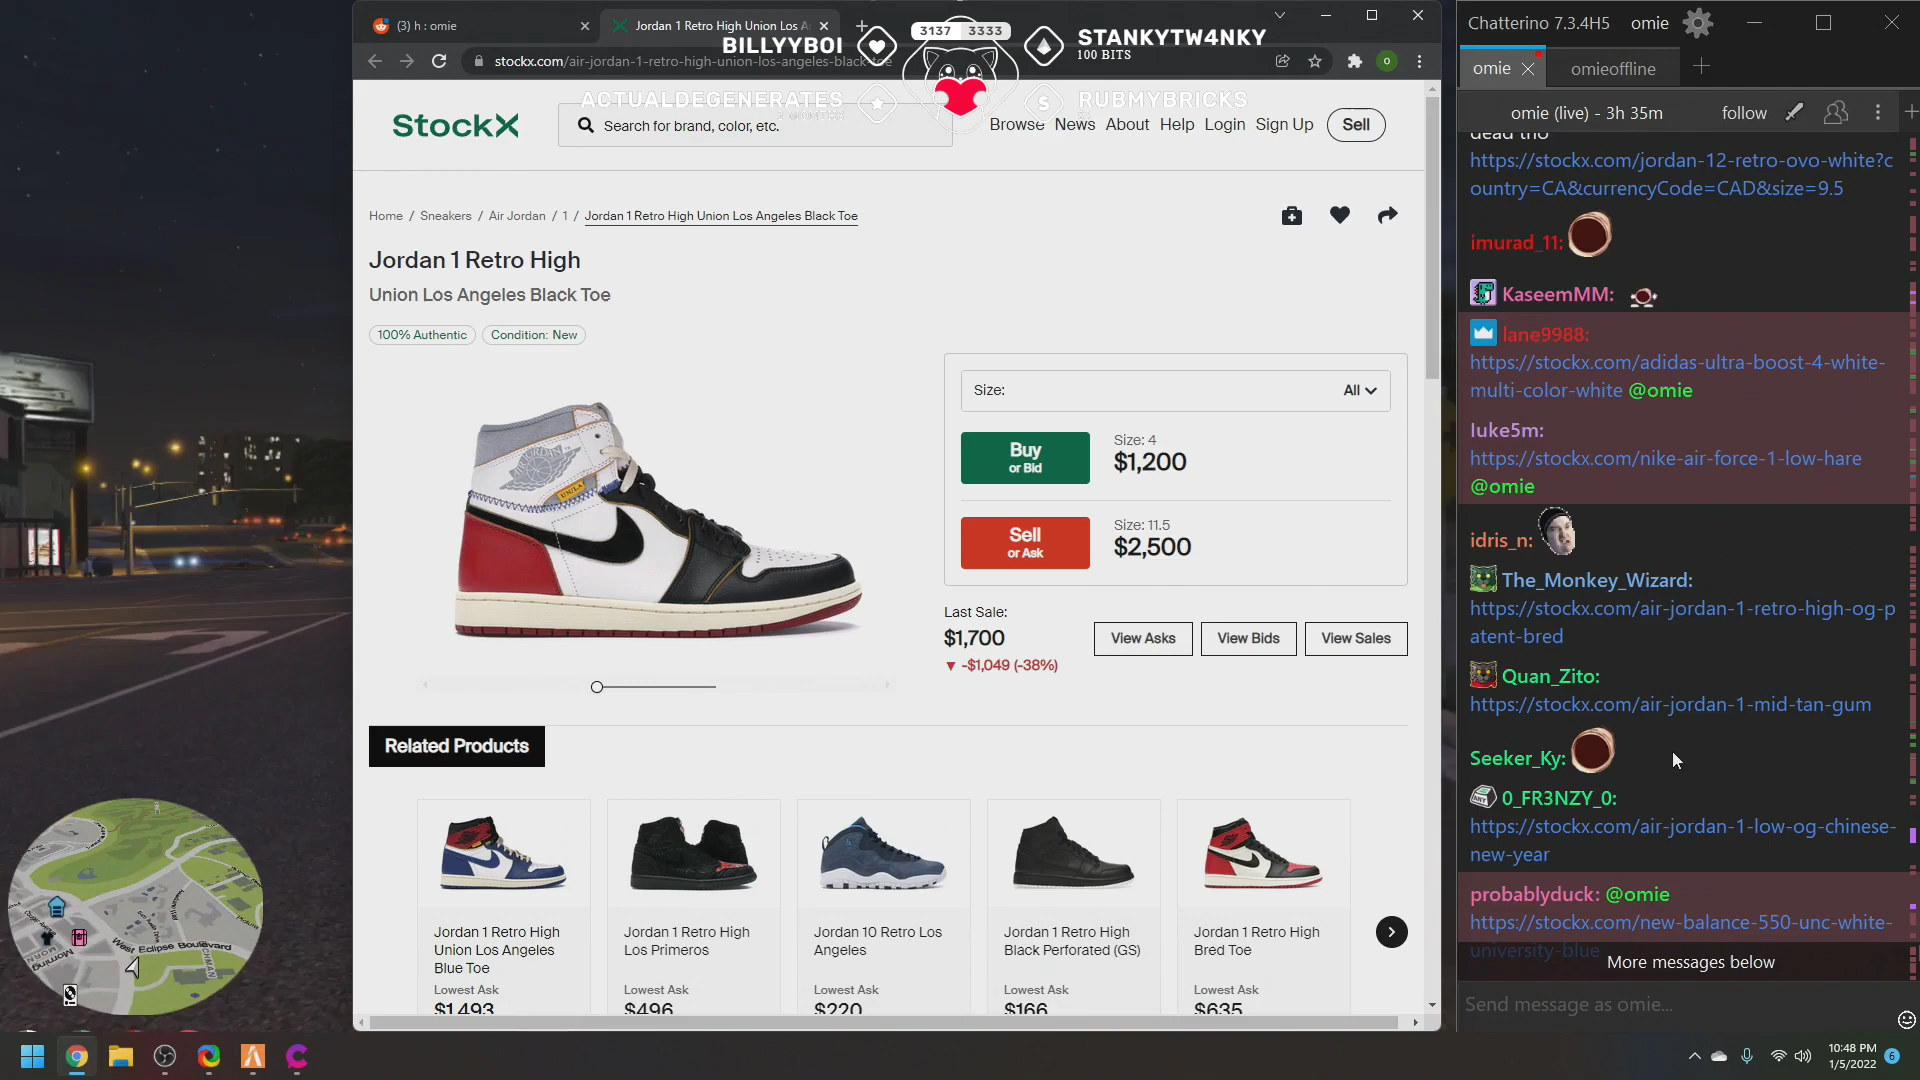 (3) h : omie
Jordan 1 Retro High Union Los A
stockx.com/air-jordan-1-retro-high-union-los-angeles-black-toe
BILLYYBOI
3137 3333
STANKYTW4NKY
100 BITS
ACTUALDEGENERATES
MONTHS
RUBMYBRICKS
StockX
Search for brand, color, etc.
Browse News About Help Login Sign Up Sell
Home / Sneakers / Air Jordan / 1 / Jordan 1 Retro High Union Los Angeles Black Toe
Jordan 1 Retro High
Union Los Angeles Black Toe
100% Authentic Condition: New
Size: All
Buy
or Bid
Size: 4
$1,200
Sell
or Ask
Size: 11.5
$2,500
Last Sale:
$1,700
▼ -$1,049 (-38%)
View Asks View Bids View Sales
Related Products
Jordan 1 Retro High
Union Los Angeles
Blue Toe
Lowest Ask
$1,493
Jordan 1 Retro High
Los Primeros
Lowest Ask
$496
Jordan 10 Retro Los
Angeles
Lowest Ask
$220
Jordan 1 Retro High
Black Perforated (GS)
Lowest Ask
$166
Jordan 1 Retro High
Bred Toe
Lowest Ask
$635
Chatterino 7.3.4H5 omie
omie omieoffline
omie (live) - 3h 35m follow
dead tho
https://stockx.com/jordan-12-retro-ovo-white?c
ountry=CA&currencyCode=CAD&size=9.5
imurad_11:
KaseemMM:
lane9988:
https://stockx.com/adidas-ultra-boost-4-white-
multi-color-white @omie
luke5m:
https://stockx.com/nike-air-force-1-low-hare
@omie
idris_n:
The_Monkey_Wizard:
https://stockx.com/air-jordan-1-retro-high-og-p
atent-bred
Quan_Zito:
https://stockx.com/air-jordan-1-mid-tan-gum
Seeker_Ky:
0_FR3NZY_0:
https://stockx.com/air-jordan-1-low-og-chinese-
new-year
probablyduck: @omie
https://stockx.com/new-balance-550-unc-white-
university-blue
More messages below
Send message as omie...
West Eclipse Boulevard
10:48 PM
1/5/2022
6